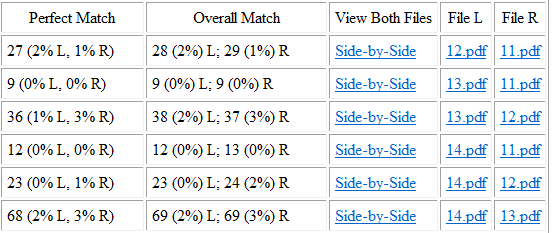 Perfect Match Overall Match View Both Files File L File R
27 (2% L, 1% R) 28 (2%) L; 29 (1%) R Side-by-Side 12.pdf 11.pdf
9 (0% L, 0% R) 9 (0%) L; 9 (0%) R Side-by-Side 13.pdf 11.pdf
36 (1% L, 3% R) 38 (2%) L; 37 (3%) R Side-by-Side 13.pdf 12.pdf
12 (0% L, 0% R) 12 (0%) L; 13 (0%) R Side-by-Side 14.pdf 11.pdf
23 (0% L, 1% R) 23 (0%) L; 24 (2%) R Side-by-Side 14.pdf 12.pdf
68 (2% L, 3% R) 69 (2%) L; 69 (3%) R Side-by-Side 14.pdf 13.pdf